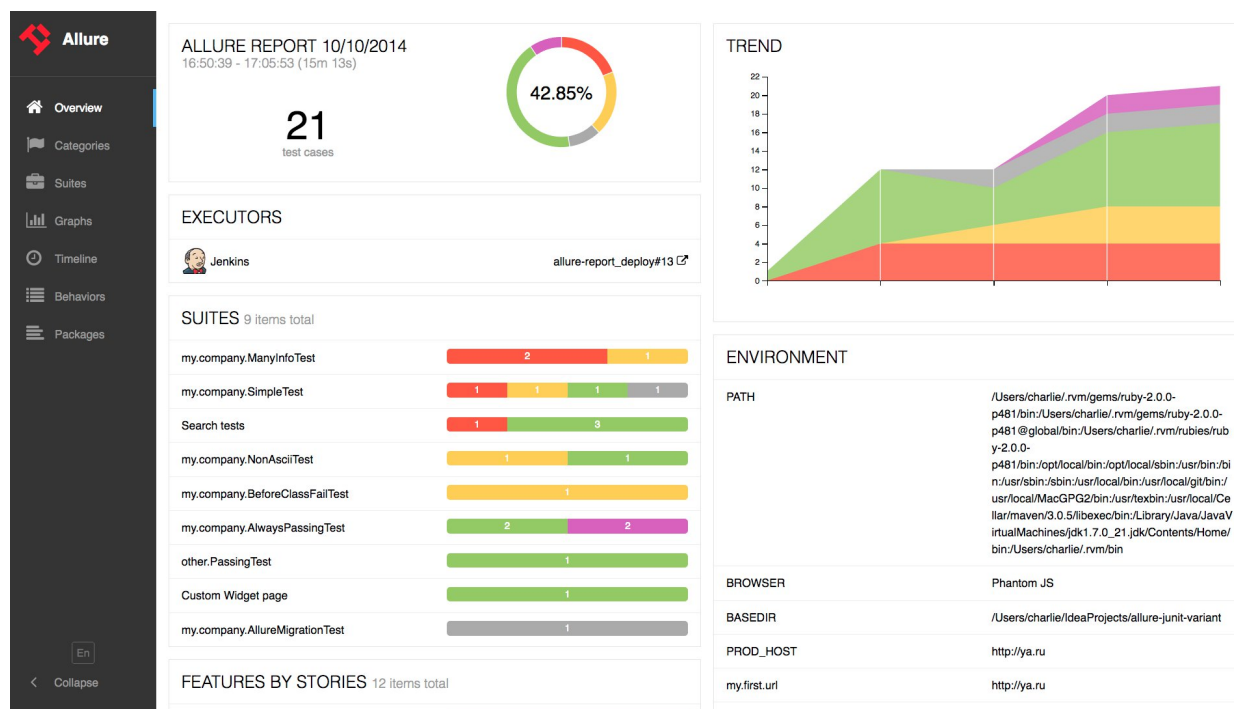 Allure
Overview
Categories
Suites
Graphs
Timeline
Behaviors
Packages
En
Collapse
ALLURE REPORT 10/10/2014
16:50:39 - 17:05:53 (15m 13s)
21
test cases
42.85%
EXECUTORS
Jenkins allure-report_deploy#13
SUITES 9 items total
my.company.ManyInfoTest 2 1
my.company.SimpleTest 1 1 1 1
Search tests 1 3
my.company.NonAsciiTest 1 1
my.company.BeforeClassFailTest 1
my.company.AlwaysPassingTest 2 2
other.PassingTest 1
Custom Widget page 1
my.company.AllureMigrationTest 1
FEATURES BY STORIES 12 items total
TREND
22
20
18
16
14
12
10
8
6
4
2
0
ENVIRONMENT
PATH /Users/charlie/.rvm/gems/ruby-2.0.0-
p481/bin:/Users/charlie/.rvm/gems/ruby-2.0.0-
p481@global/bin:/Users/charlie/.rvm/rubies/rub
y-2.0.0-
p481/bin:/opt/local/bin:/opt/local/sbin:/usr/bin:/bi
n:/usr/sbin:/sbin:/usr/local/bin:/usr/local/git/bin:/
usr/local/MacGPG2/bin:/usr/texbin:/usr/local/Ce
llar/maven/3.0.5/libexec/bin:/Library/Java/JavaV
irtualMachines/jdk1.7.0_21.jdk/Contents/Home/
bin:/Users/charlie/.rvm/bin
BROWSER Phantom JS
BASEDIR /Users/charlie/IdeaProjects/allure-junit-variant
PROD_HOST http://ya.ru
my.first.url http://ya.ru